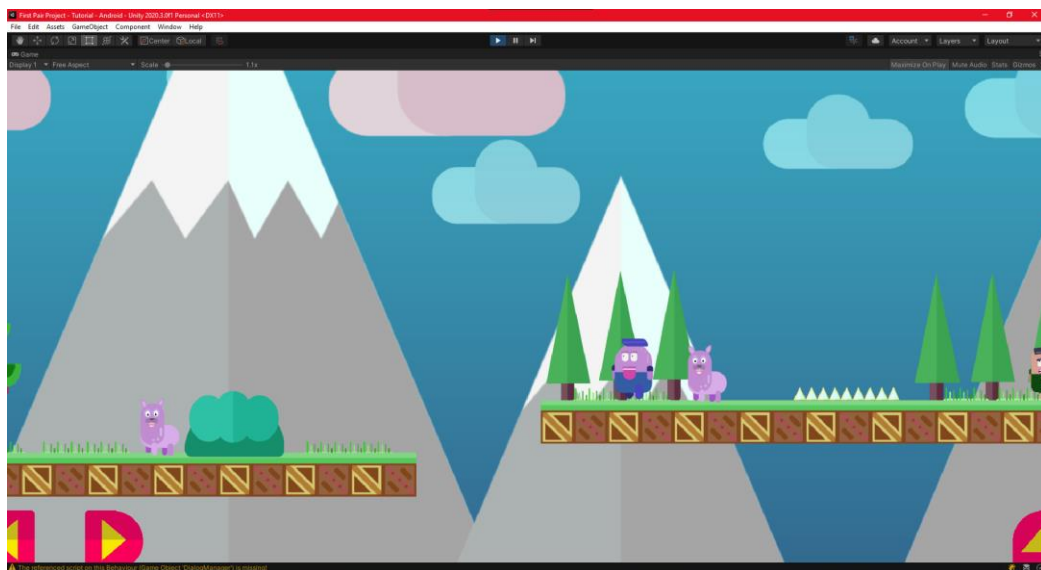 First Pair Project - Tutorial - Android - Unity 2020.3.0f1 Personal <DX11>
File Edit Assets GameObject Component Window Help
Center Local
Account Layers Layout
Game
Display 1 Free Aspect Scale 1.1x Maximize On Play Mute Audio Stats Gizmos
The referenced script on this Behaviour (Game Object 'DialogManager') is missing!